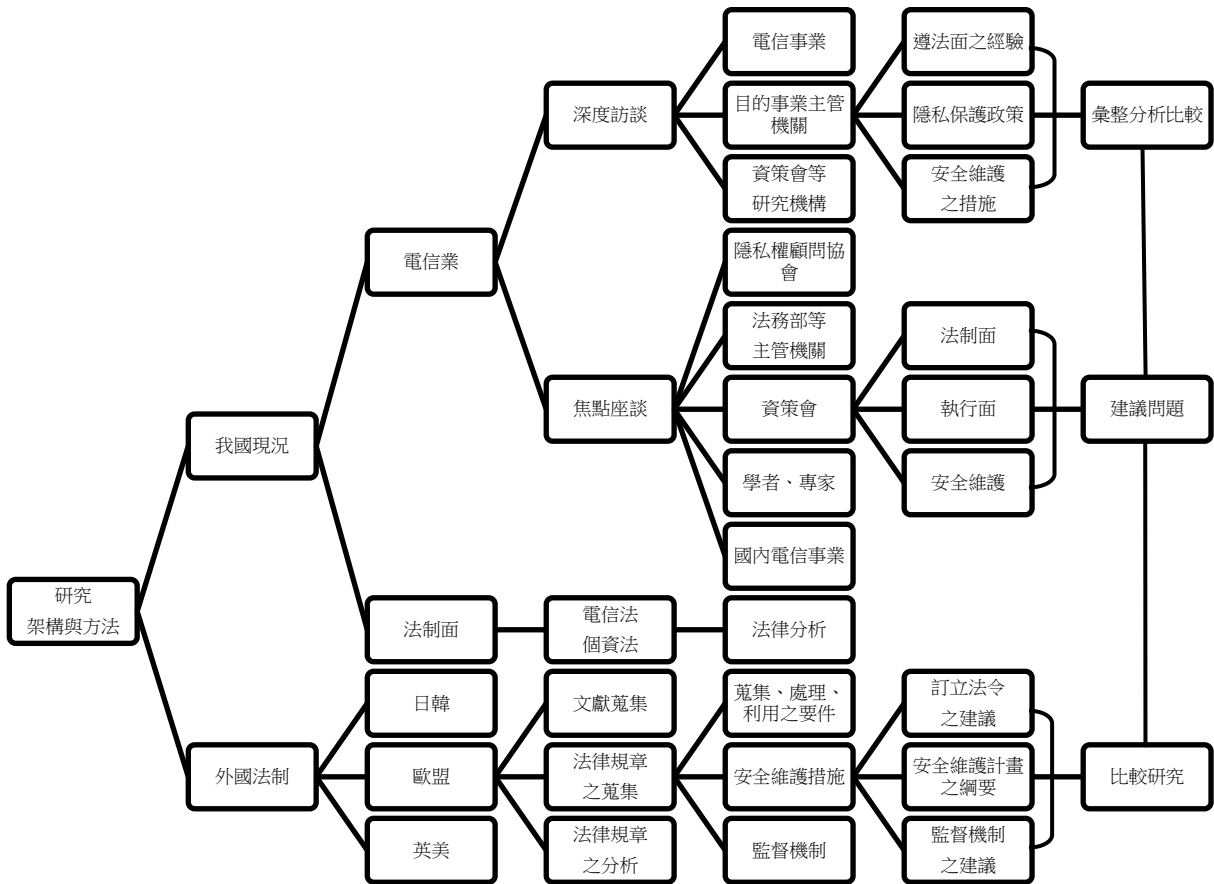 電信事業
遵法面之經驗
深度訪談
目的事業主管
機關
隱私保護政策
彙整分析比較
資策會等
研究機構
安全維護
之措施
電信業
隱私權顧問協
會
法務部等
主管機關
法制面
焦點座談
資策會
執行面
建議問題
我國現況
學者、專家
安全維護
國內電信事業
研究
架構與方法
法制面
電信法
個資法
法律分析
日韓
文獻蒐集
蒐集、處理、
利用之要件
訂立法令
之建議
外國法制
歐盟
法律規章
之蒐集
安全維護措施
安全維護計畫
之綱要
比較研究
英美
法律規章
之分析
監督機制
監督機制
之建議